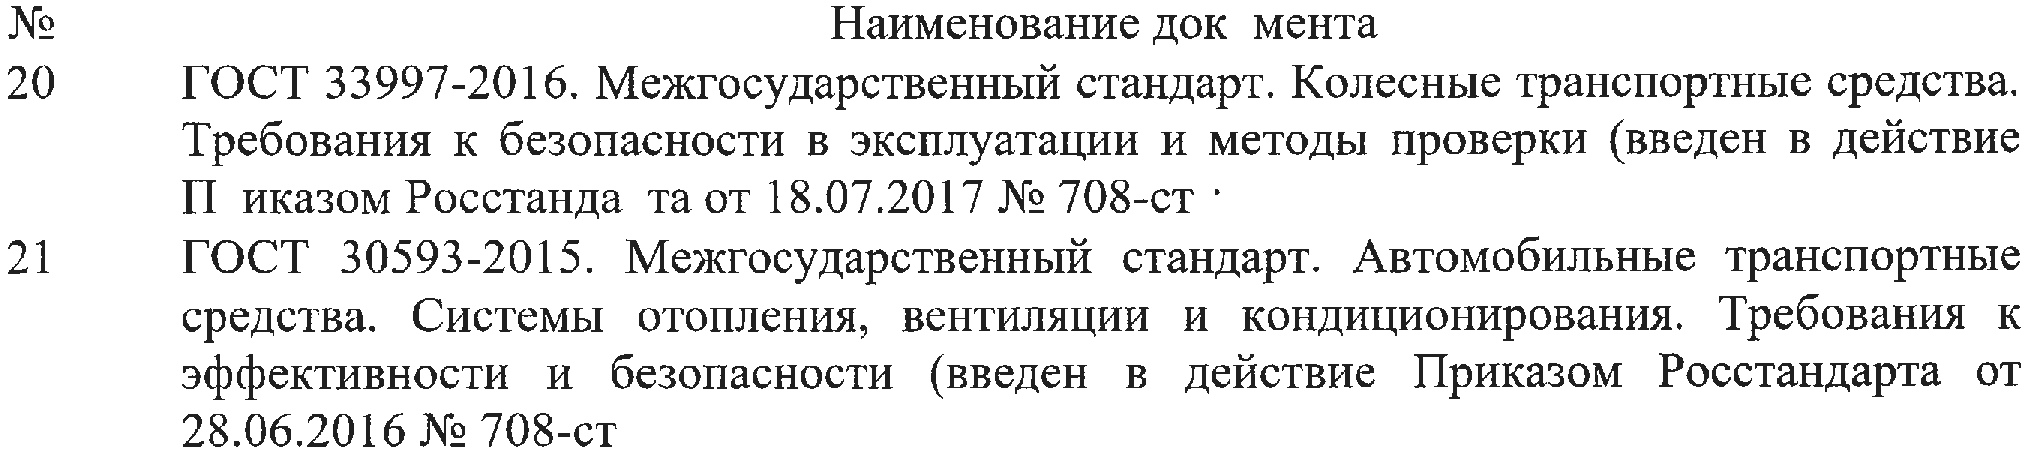 № Наименование док мента
20 ГОСТ 33997-2016. Межгосударственный стандарт. Колесные транспортные средства.
Требования к безопасности в эксплуатации и методы проверки (введен в действие
П иказом Росстанда та от 18.07.2017 № 708-ст
21 ГОСТ 30593-2015. Межгосударственный стандарт. Автомобильные транспортные
средства. Системы отопления, вентиляции и кондиционирования. Требования к
эффективности и безопасности (введен в действие Приказом Росстандарта от
28.06.2016 № 708-ст